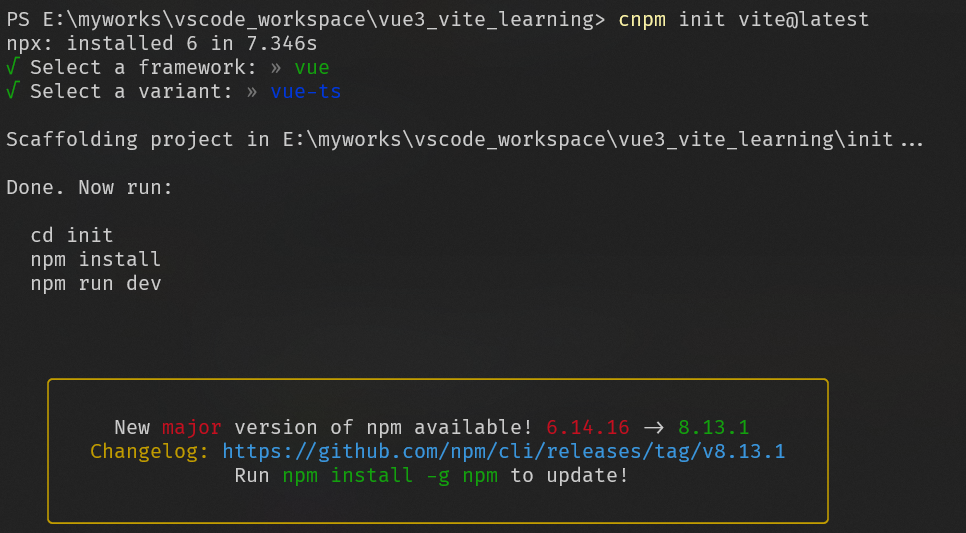 PS E:\myworks\vscode_workspace\vue3_vite_learning> cnpm init vite@latest
npx: installed 6 in 7.346s
√ Select a framework: » vue
√ Select a variant: » vue-ts
Scaffolding project in E:\myworks\vscode_workspace\vue3_vite_learning\init...
Done. Now run:
cd init
npm install
npm run dev
New major version of npm available! 6.14.16 → 8.13.1
Changelog: https://github.com/npm/cli/releases/tag/v8.13.1
Run npm install -g npm to update!